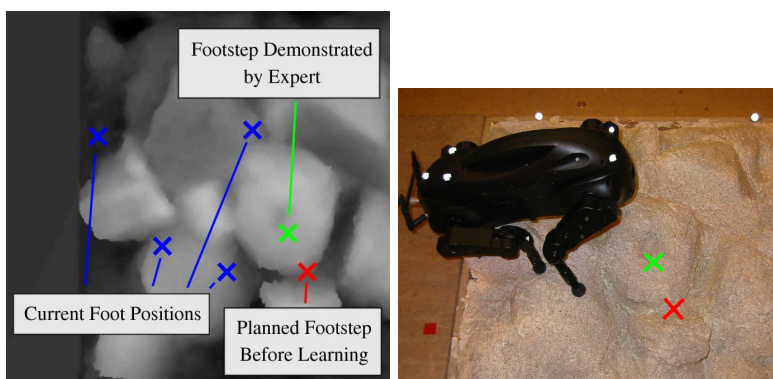 Footstep Demonstrated
by Expert
Current Foot Positions
Planned Footstep
Before Learning